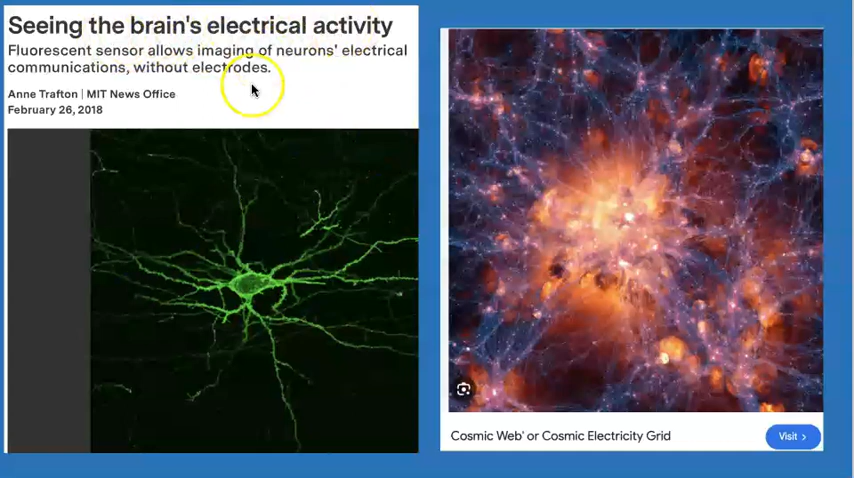 Seeing the brain's electrical activity
Fluorescent sensor allows imaging of neurons' electrical
communications, without electrodes.
Anne Trafton | MIT News Office
February 26, 2018
Cosmic Web' or Cosmic Electricity Grid
Visit >